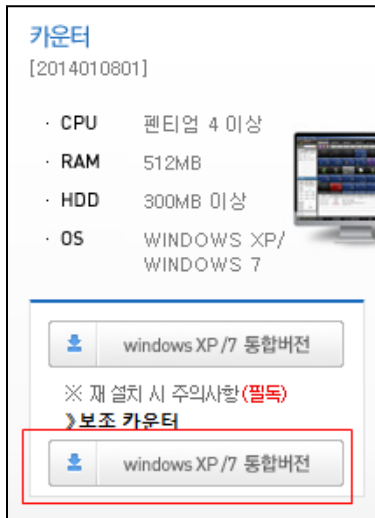 카운터
[2014010801]
· CPU 펜티엄 4 이상
· RAM 512MB
· HDD 300MB 이상
· OS WINDOWS XP/
WINDOWS 7
windows XP/7 통합버전
※ 재 설치 시 주의사항(필독)
》보조 카운터
windows XP/7 통합버전